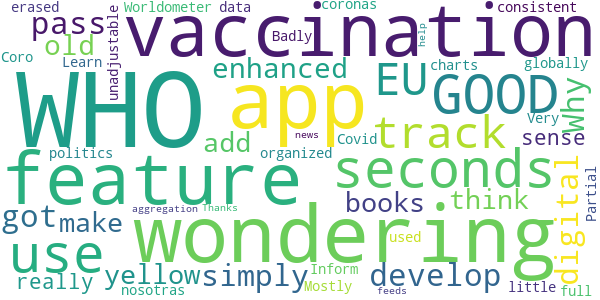 erased Worldometer data coronas consistent
pass vaccination
old unadjustable Badly help
Coro Learn enhanced EU charts globally
WHO app GOOD Why
add news Covid track Very sense
politics organized
feature seconds digital Partial
got make books think
use aggregation Thanks wondering used
really yellow simply Inform develop little
nosotras Mostly feeds full